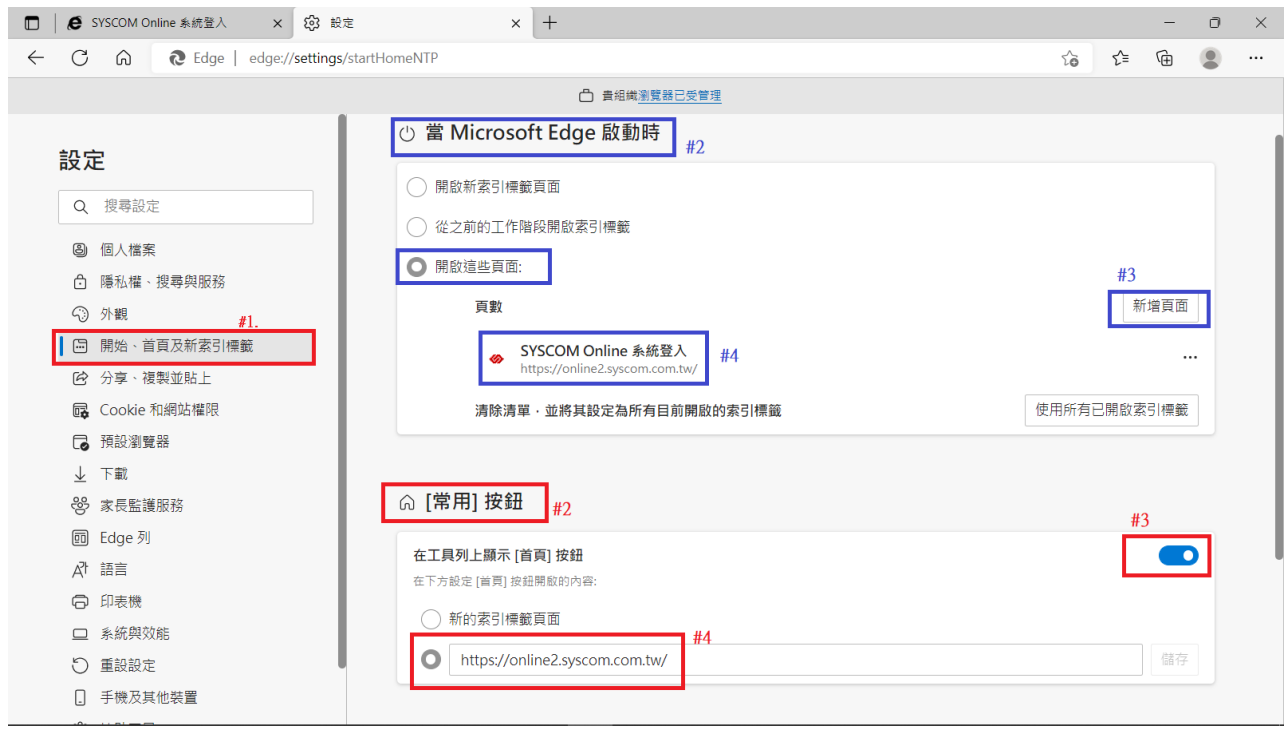 SYSCOM Online 系統登入
設定
Edge | edge://settings/startHomeNTP
貴組織瀏覽器已受管理
設定
搜尋設定
個人檔案
隱私權、搜尋與服務
外觀
#1.
開始、首頁及新索引標籤
分享、複製並貼上
Cookie 和網站權限
預設瀏覽器
下載
家長監護服務
Edge 列
語言
印表機
系統與效能
重設設定
手機及其他裝置
當 Microsoft Edge 啟動時
#2
開啟新索引標籤頁面
從之前的工作階段開啟索引標籤
開啟這些頁面:
#3
頁數
新增頁面
SYSCOM Online 系統登入
https://online2.syscom.com.tw/
#4
清除清單，並將其設定為所有目前開啟的索引標籤
使用所有已開啟索引標籤
[常用] 按鈕
#2
#3
在工具列上顯示 [首頁] 按鈕
在下方設定 [首頁] 按鈕開啟的內容:
新的索引標籤頁面
#4
https://online2.syscom.com.tw/
儲存